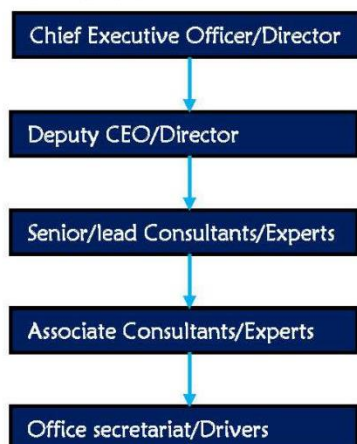 Chief Executive Officer/Director
Deputy CEO/Director
Senior/lead Consultants/Experts
Associate Consultants/Experts
Office secretariat/Drivers